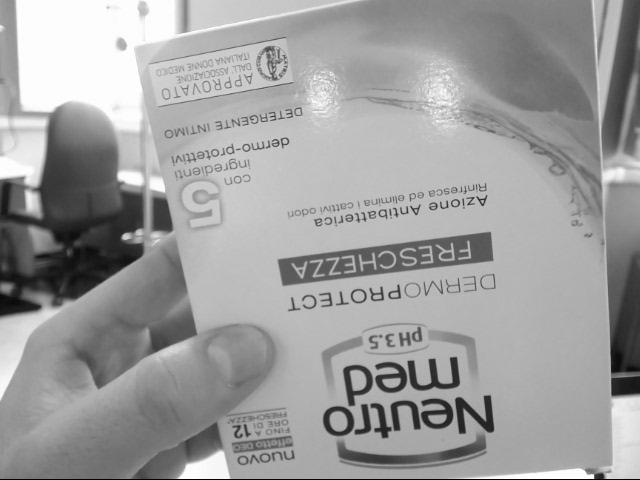 nuovo
effetto DEO
FINO A 12
ORE DI
FRESCHEZZA!
Neutro
med
pH 3.5
DERMOPROTECT
FRESCHEZZA
Azione Antibatterica
Rinfresca ed elimina i cattivi odori
con
5 ingredienti
dermo-protettivi
DETERGENTE INTIMO
APPROVATO
DALL'ASSOCIAZIONE
ITALIANA DONNE MEDICO